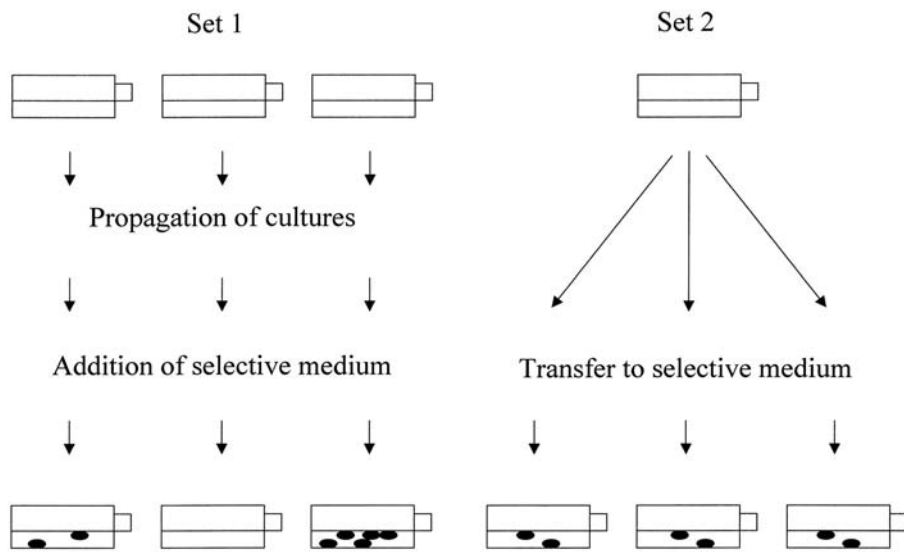 Set 1
Set 2
Propagation of cultures
Addition of selective medium
Transfer to selective medium